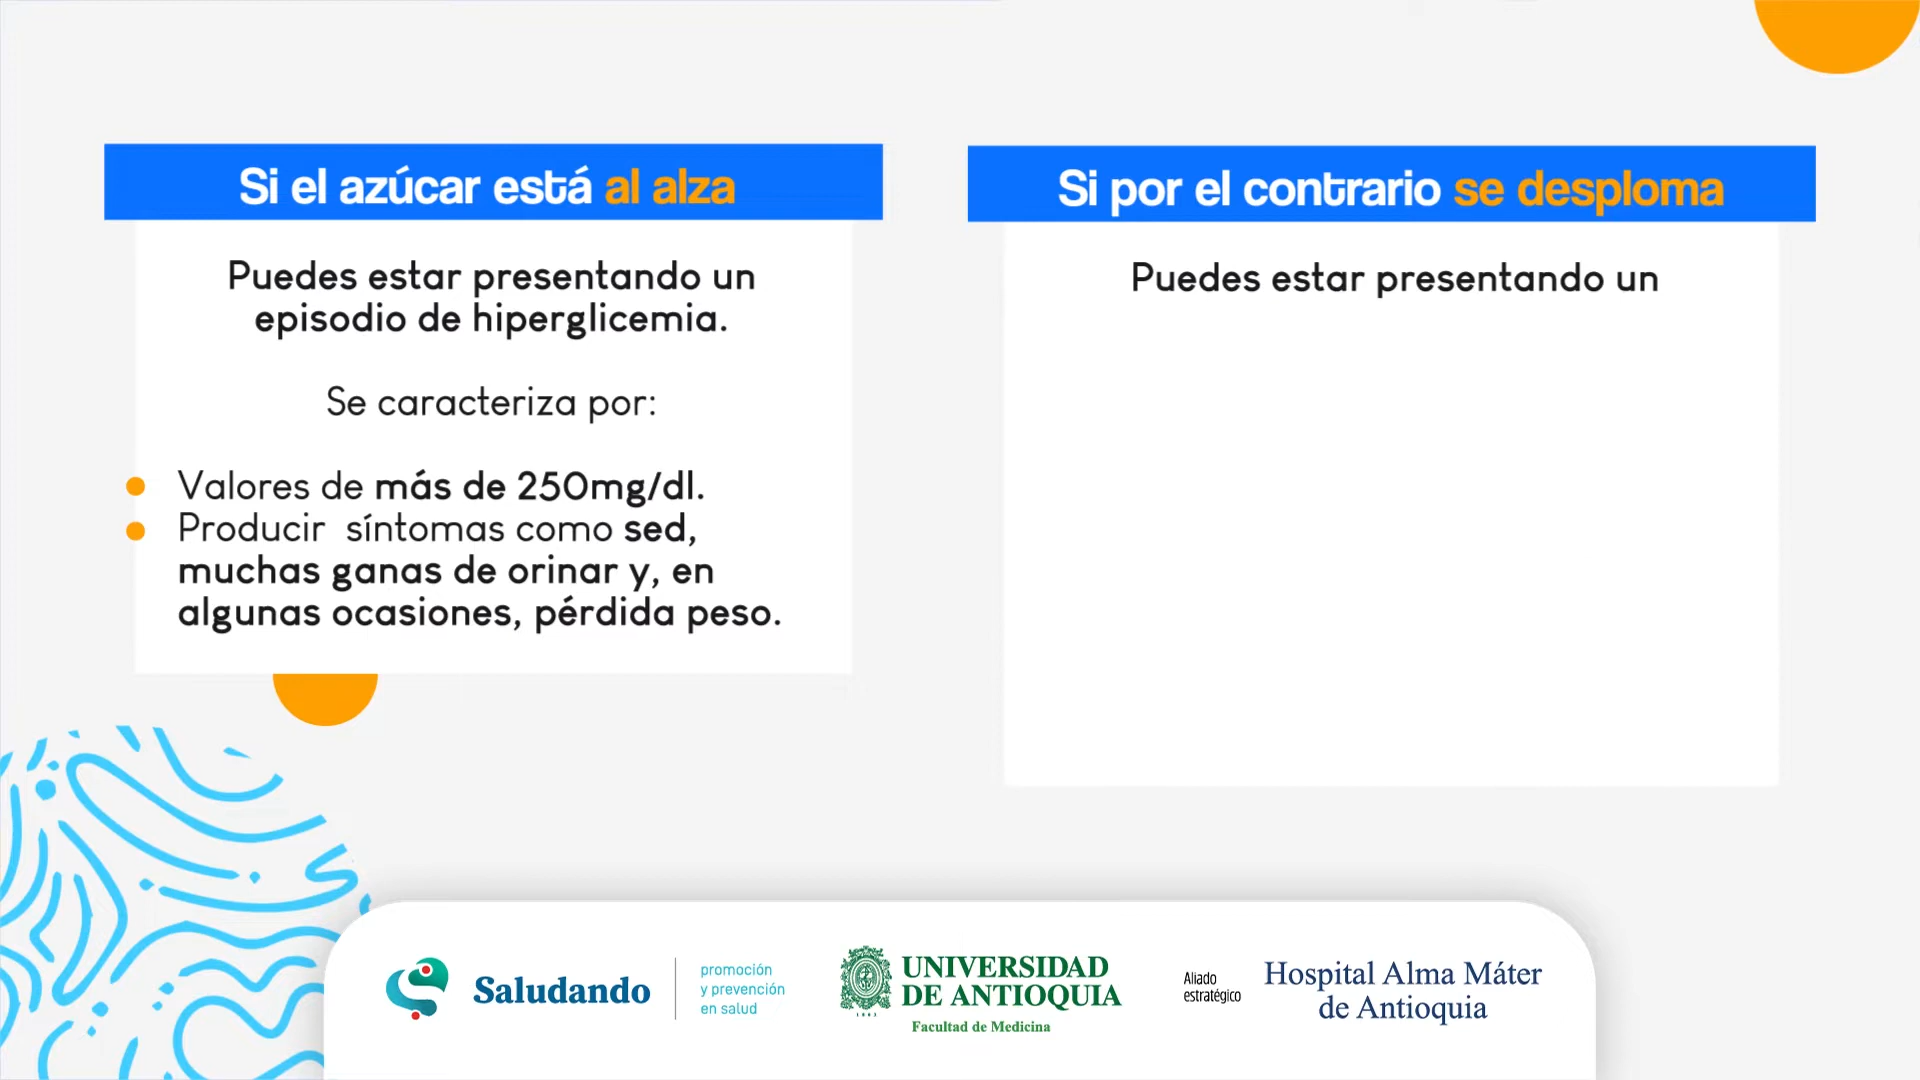 Si el azúcar está al alza
Puedes estar presentando un
episodio de hiperglicemia.
Se caracteriza por:
Valores de más de 250mg/dl.
Producir síntomas como sed,
muchas ganas de orinar y, en
algunas ocasiones, pérdida peso.
Si por el contrario se desploma
Puedes estar presentando un
Saludando
promoción
y prevención
en salud
UNIVERSIDAD
DE ANTIOQUIA
1803
Facultad de Medicina
Aliado
estratégico
Hospital Alma Máter
de Antioquia